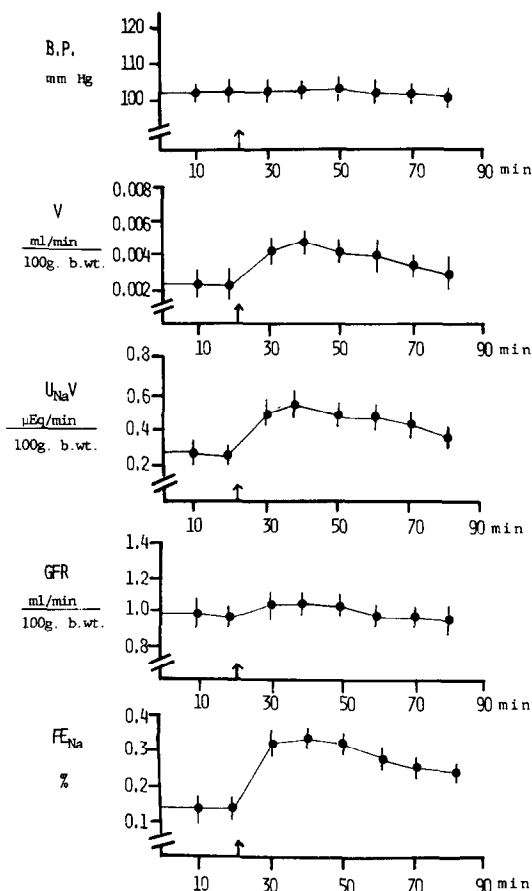 B.P.
mm Hg
120
110
100
10 30 50 70 90 min
V
ml/min
100g. b.wt.
0.008
0.006
0.004
0.002
10 30 50 70 90 min
UNaV
μEq/min
100g. b.wt.
0.8
0.6
0.4
0.2
10 30 50 70 90 min
GFR
ml/min
100g. b.wt.
1.4
1.2
1.0
0.8
10 30 50 70 90 min
FENa
%
0.4
0.3
0.2
0.1
10 30 50 70 90 min